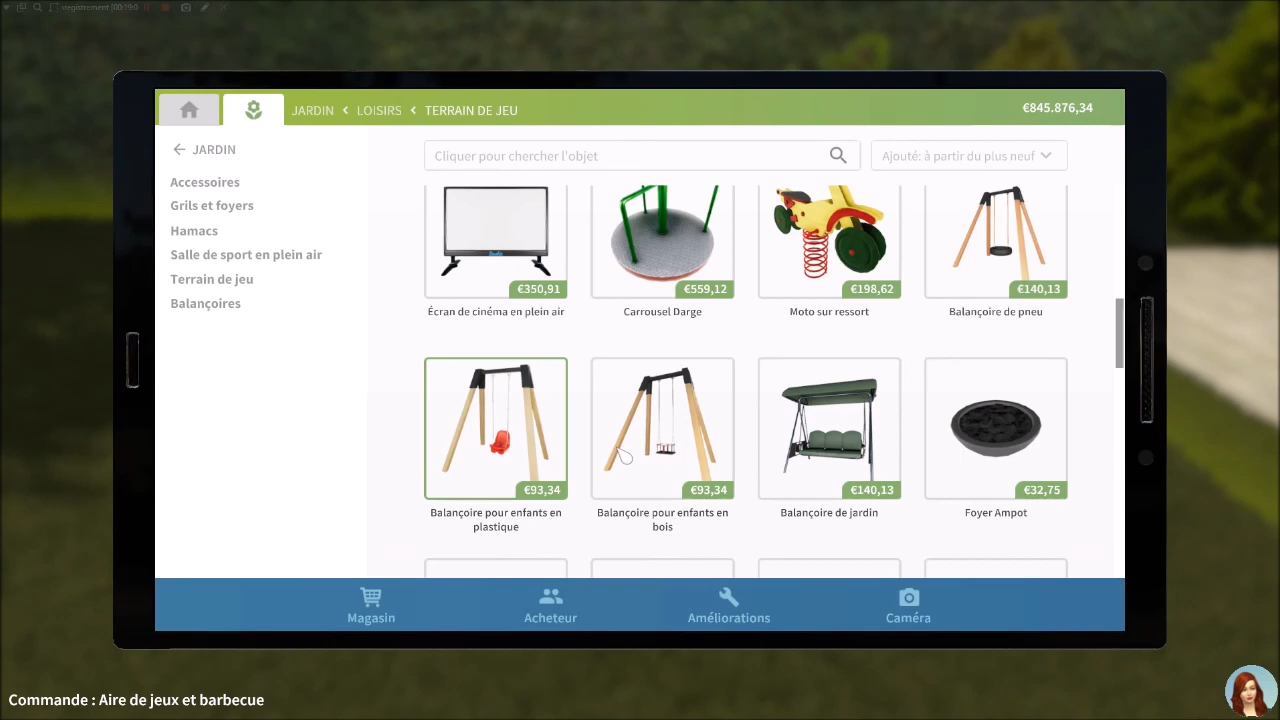 JARDIN < LOISIRS < TERRAIN DE JEU
€845.876,34
JARDIN
Cliquer pour chercher l'objet
Ajouté: à partir du plus neuf
Accessoires
Grils et foyers
Hamacs
Salle de sport en plein air
Terrain de jeu
Balançoires
€350,91
€559,12
€198,62
€140,13
Écran de cinéma en plein air
Carrousel Darge
Moto sur ressort
Balançoire de pneu
€93,34
€93,34
€140,13
€32,75
Balançoire pour enfants en
plastique
Balançoire pour enfants en
bois
Balançoire de jardin
Foyer Ampot
Magasin
Acheteur
Améliorations
Caméra
Commande : Aire de jeux et barbecue